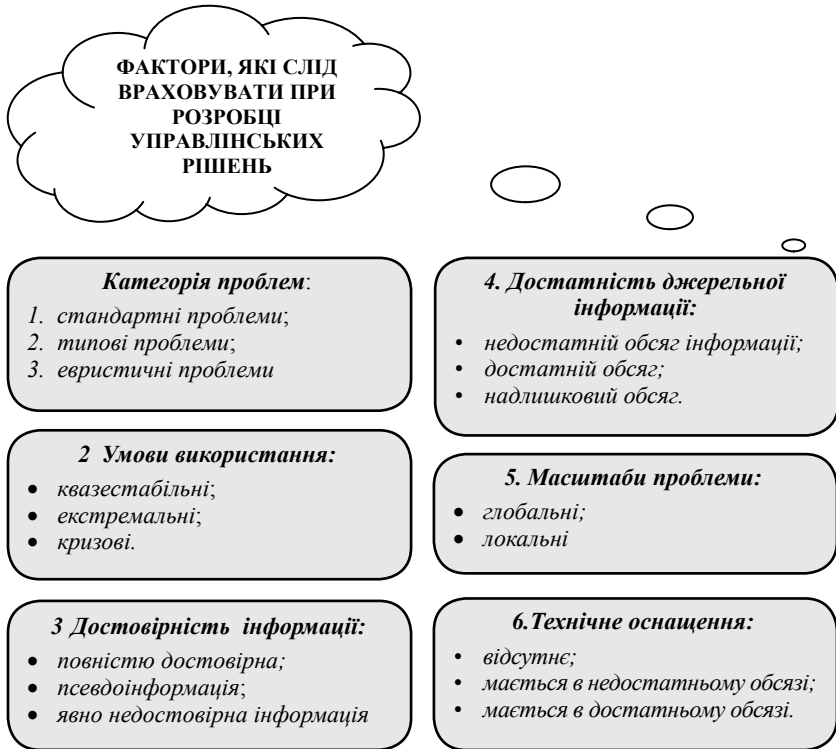 ФАКТОРИ, ЯКІ СЛІД
ВРАХОВУВАТИ ПРИ
РОЗРОБЦІ
УПРАВЛІНСЬКИХ
РІШЕНЬ
Категорія проблем:
1. стандартні проблеми;
2. типові проблеми;
3. евристичні проблеми
2 Умови використання:
• квазестабільні;
• екстремальні;
• кризові.
3 Достовірність інформації:
• повністю достовірна;
• псевдоінформація;
• явно недостовірна інформація
4. Достатність джерельної
інформації:
• недостатній обсяг інформації;
• достатній обсяг;
• надлишковий обсяг.
5. Масштаби проблеми:
• глобальні;
• локальні
6.Технічне оснащення:
• відсутнє;
• мається в недостатньому обсязі;
• мається в достатньому обсязі.